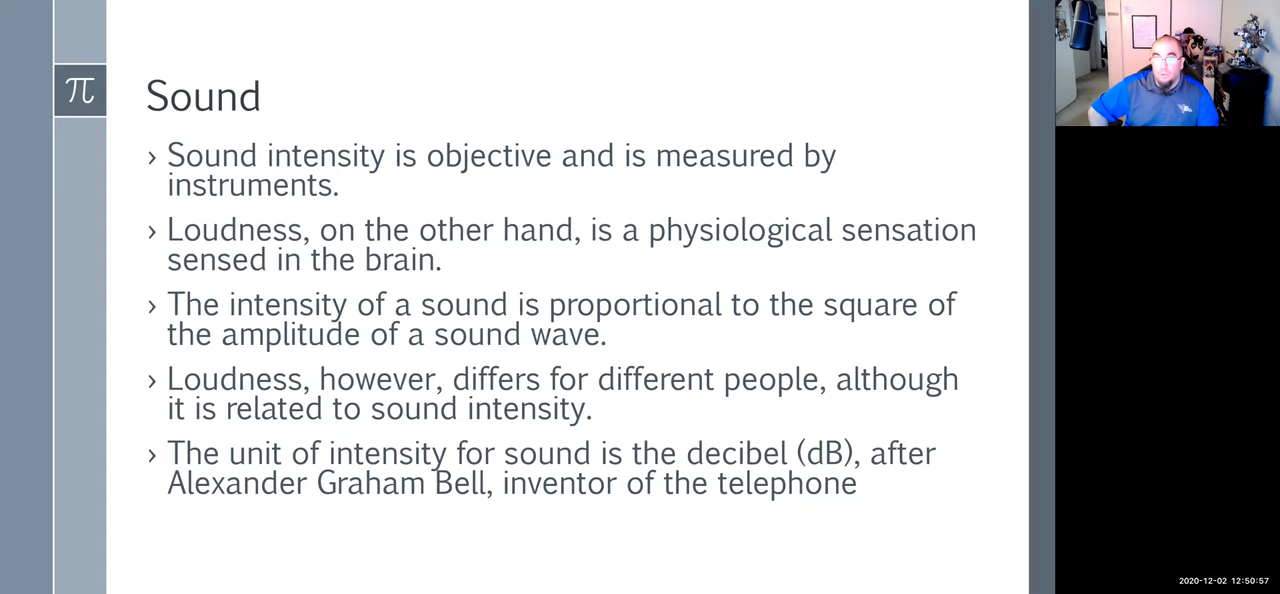 π
Sound
› Sound intensity is objective and is measured by
instruments.
› Loudness, on the other hand, is a physiological sensation
sensed in the brain.
› The intensity of a sound is proportional to the square of
the amplitude of a sound wave.
› Loudness, however, differs for different people, although
it is related to sound intensity.
› The unit of intensity for sound is the decibel (dB), after
Alexander Graham Bell, inventor of the telephone
2020-12-02 12:50:57